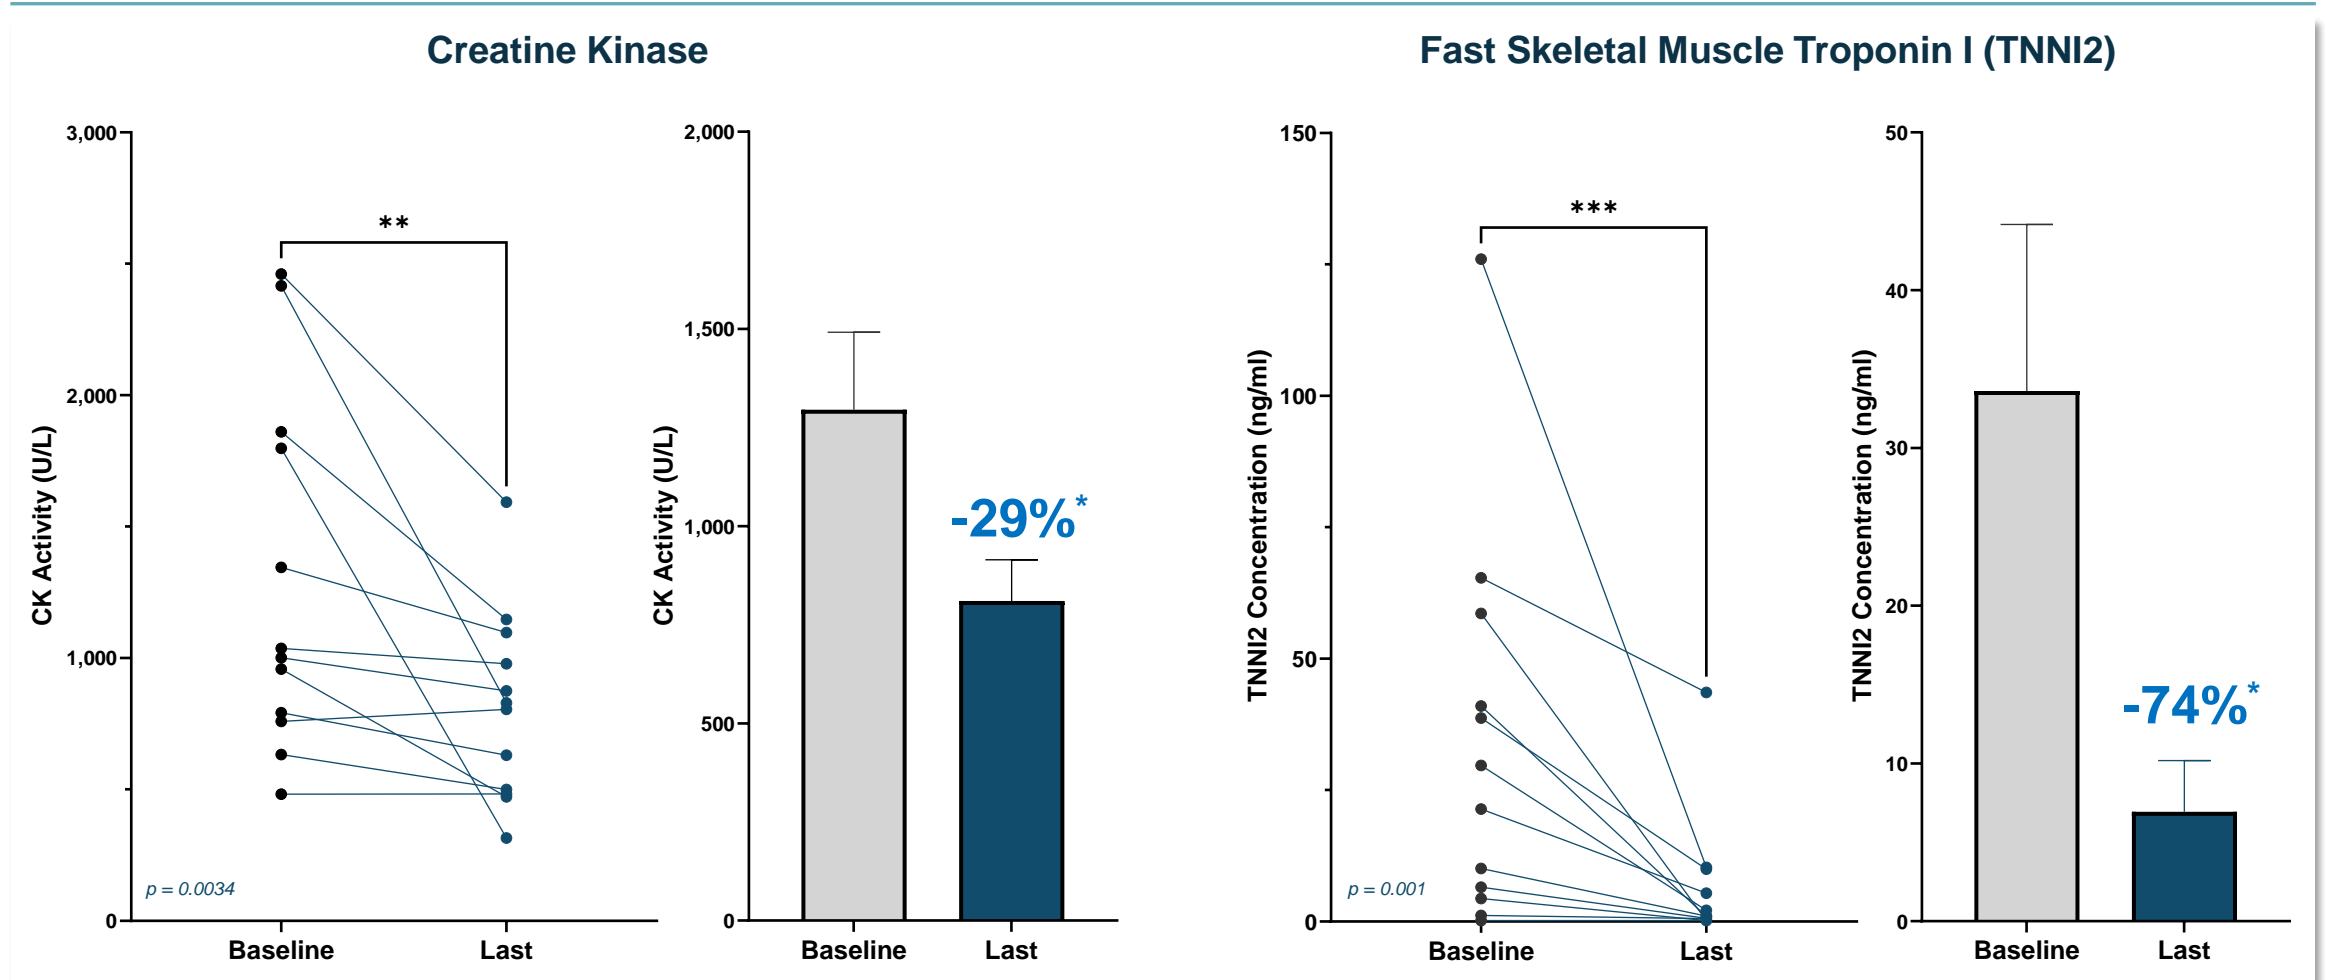 Creatine Kinase
CK Activity (U/L)
3,000
2,000
1,000
0
**
p = 0.0034
Baseline
Last
CK Activity (U/L)
2,000
1,500
1,000
500
0
-29%*
Baseline
Last
Fast Skeletal Muscle Troponin I (TNNI2)
TNNI2 Concentration (ng/ml)
150
100
50
0
***
p = 0.001
Baseline
Last
TNNI2 Concentration (ng/ml)
50
40
30
20
10
0
-74%*
Baseline
Last